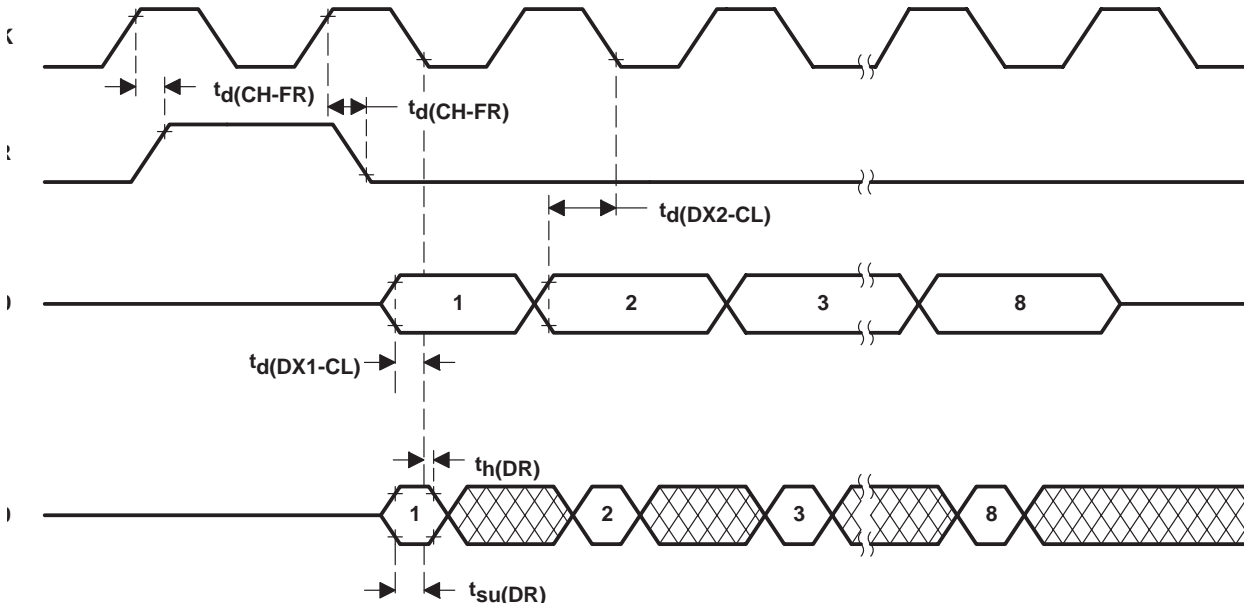 td(CH-FR)
td(CH-FR)
td(DX2-CL)
1 2 3 8
td(DX1-CL)
th(DR)
1 2 3 8
tsu(DR)